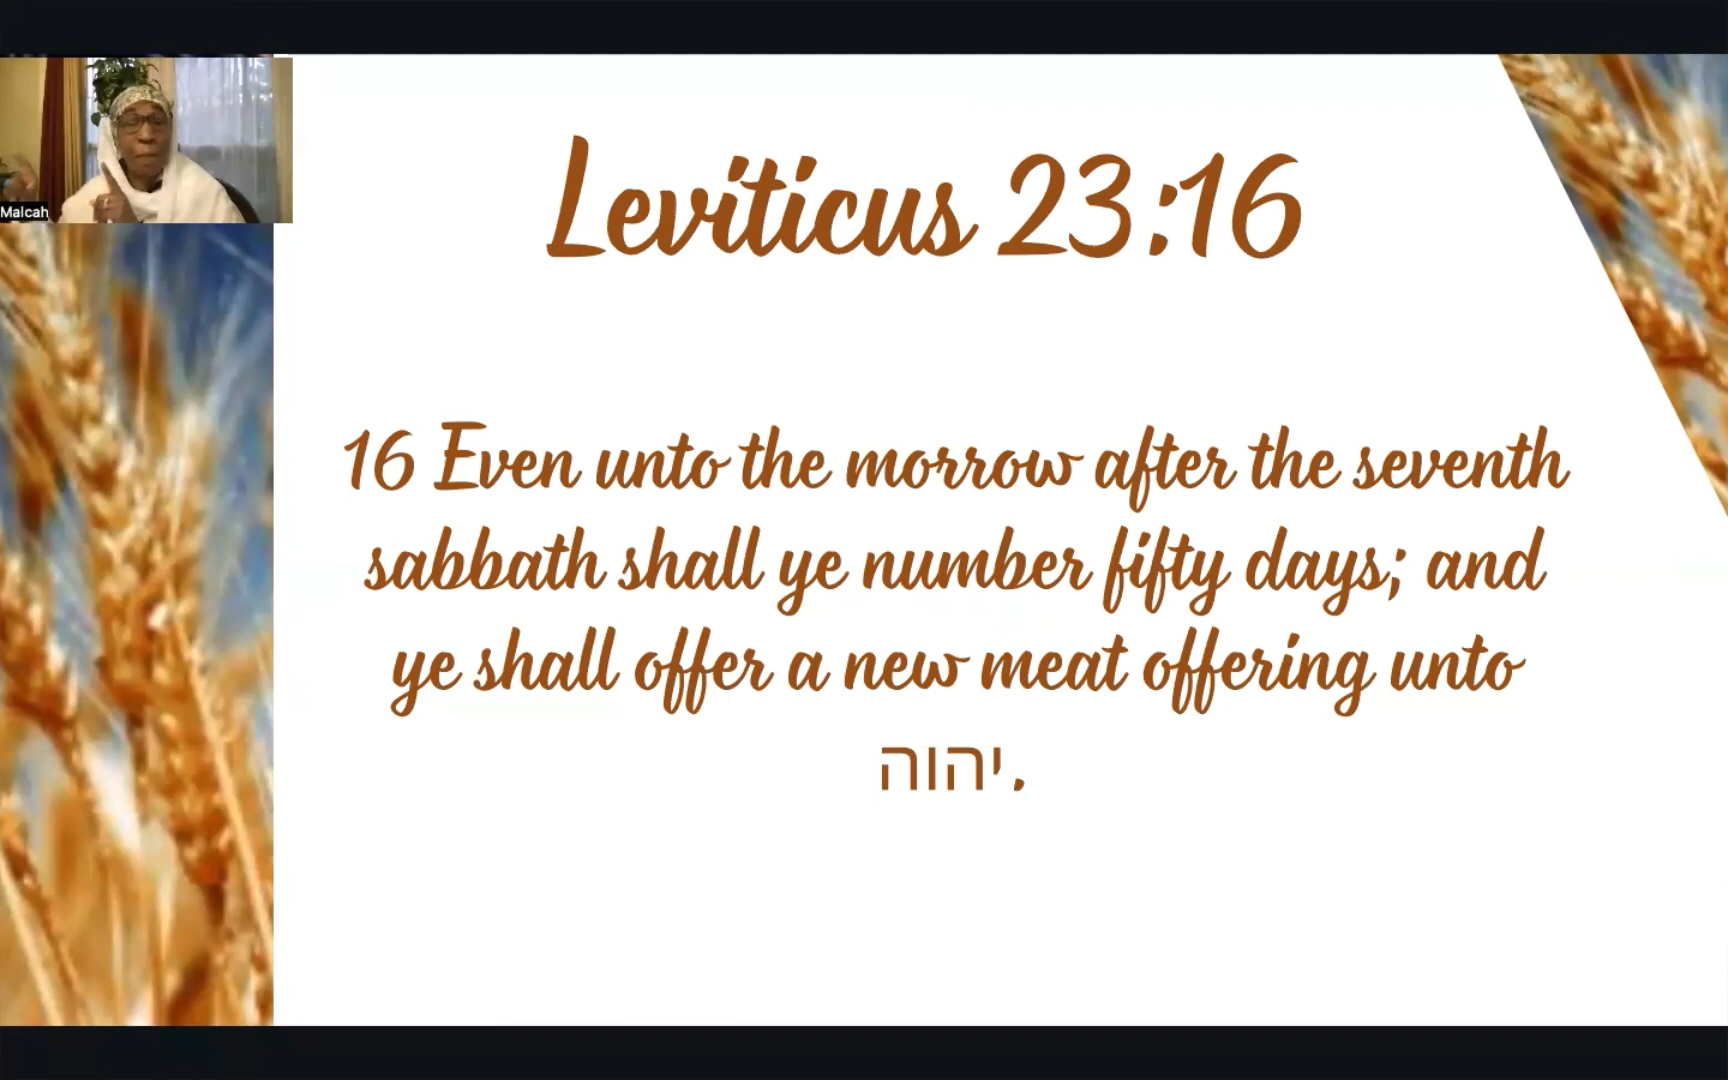 Malcah
Leviticus 23:16
16 Even unto the morrow after the seventh
sabbath shall ye number fifty days; and
ye shall offer a new meat offering unto
יהוה.